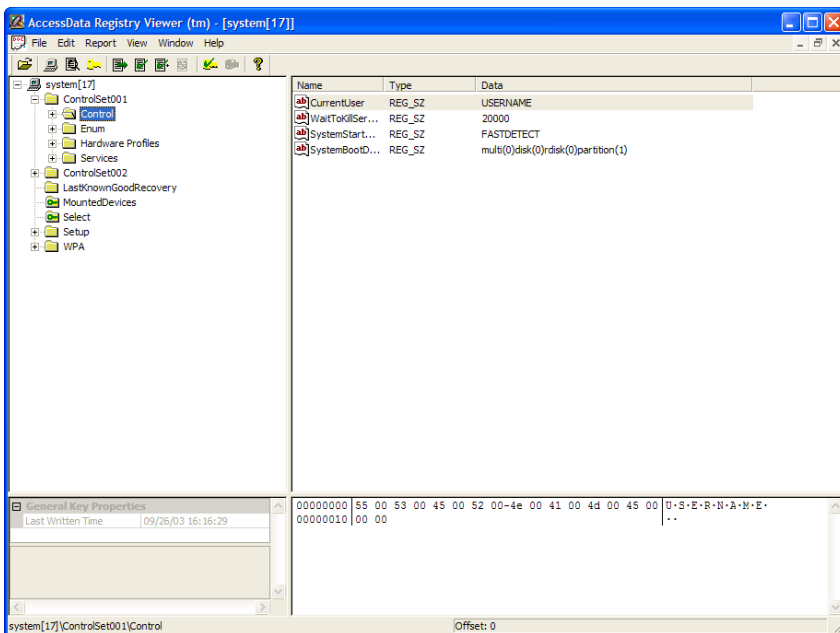 AccessData Registry Viewer (tm) - [system[17]]
File Edit Report View Window Help
system[17]
ControlSet001
Control
Enum
Hardware Profiles
Services
ControlSet002
LastKnownGoodRecovery
MountedDevices
Select
Setup
WPA
Name Type Data
CurrentUser REG_SZ USERNAME
WaitToKillSer... REG_SZ 20000
SystemStart... REG_SZ FASTDETECT
SystemBootD... REG_SZ multi(0)disk(0)rdisk(0)partition(1)
General Key Properties
Last Written Time 09/26/03 16:16:29
00000000 55 00 53 00 45 00 52 00-4e 00 41 00 4d 00 45 00 U·S·E·R·N·A·M·E·
00000010 00 00 ··
system[17]\ControlSet001\Control Offset: 0